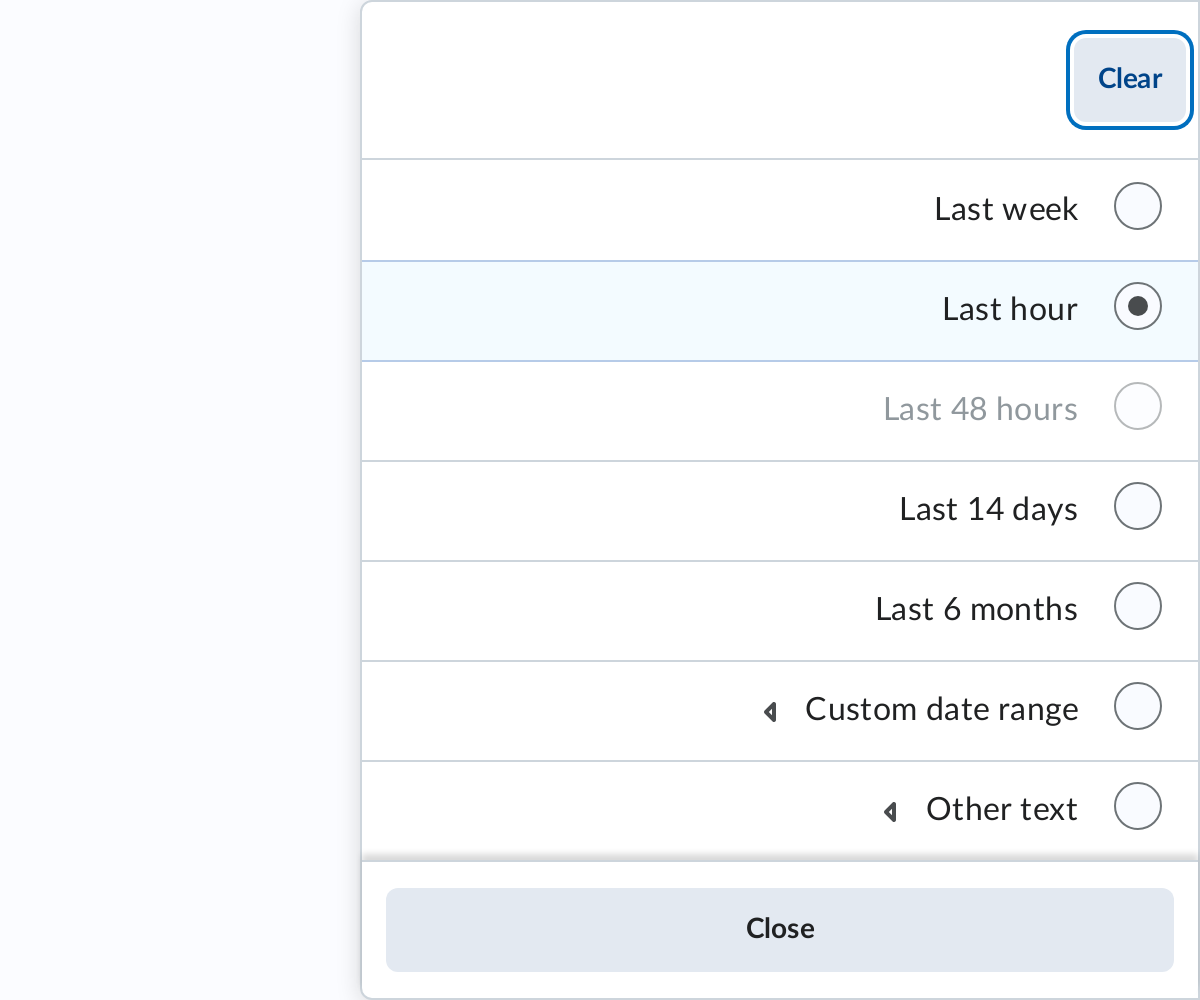 Clear
Last week
Last hour
Last 48 hours
Last 14 days
Last 6 months
Custom date range
Other text
Close